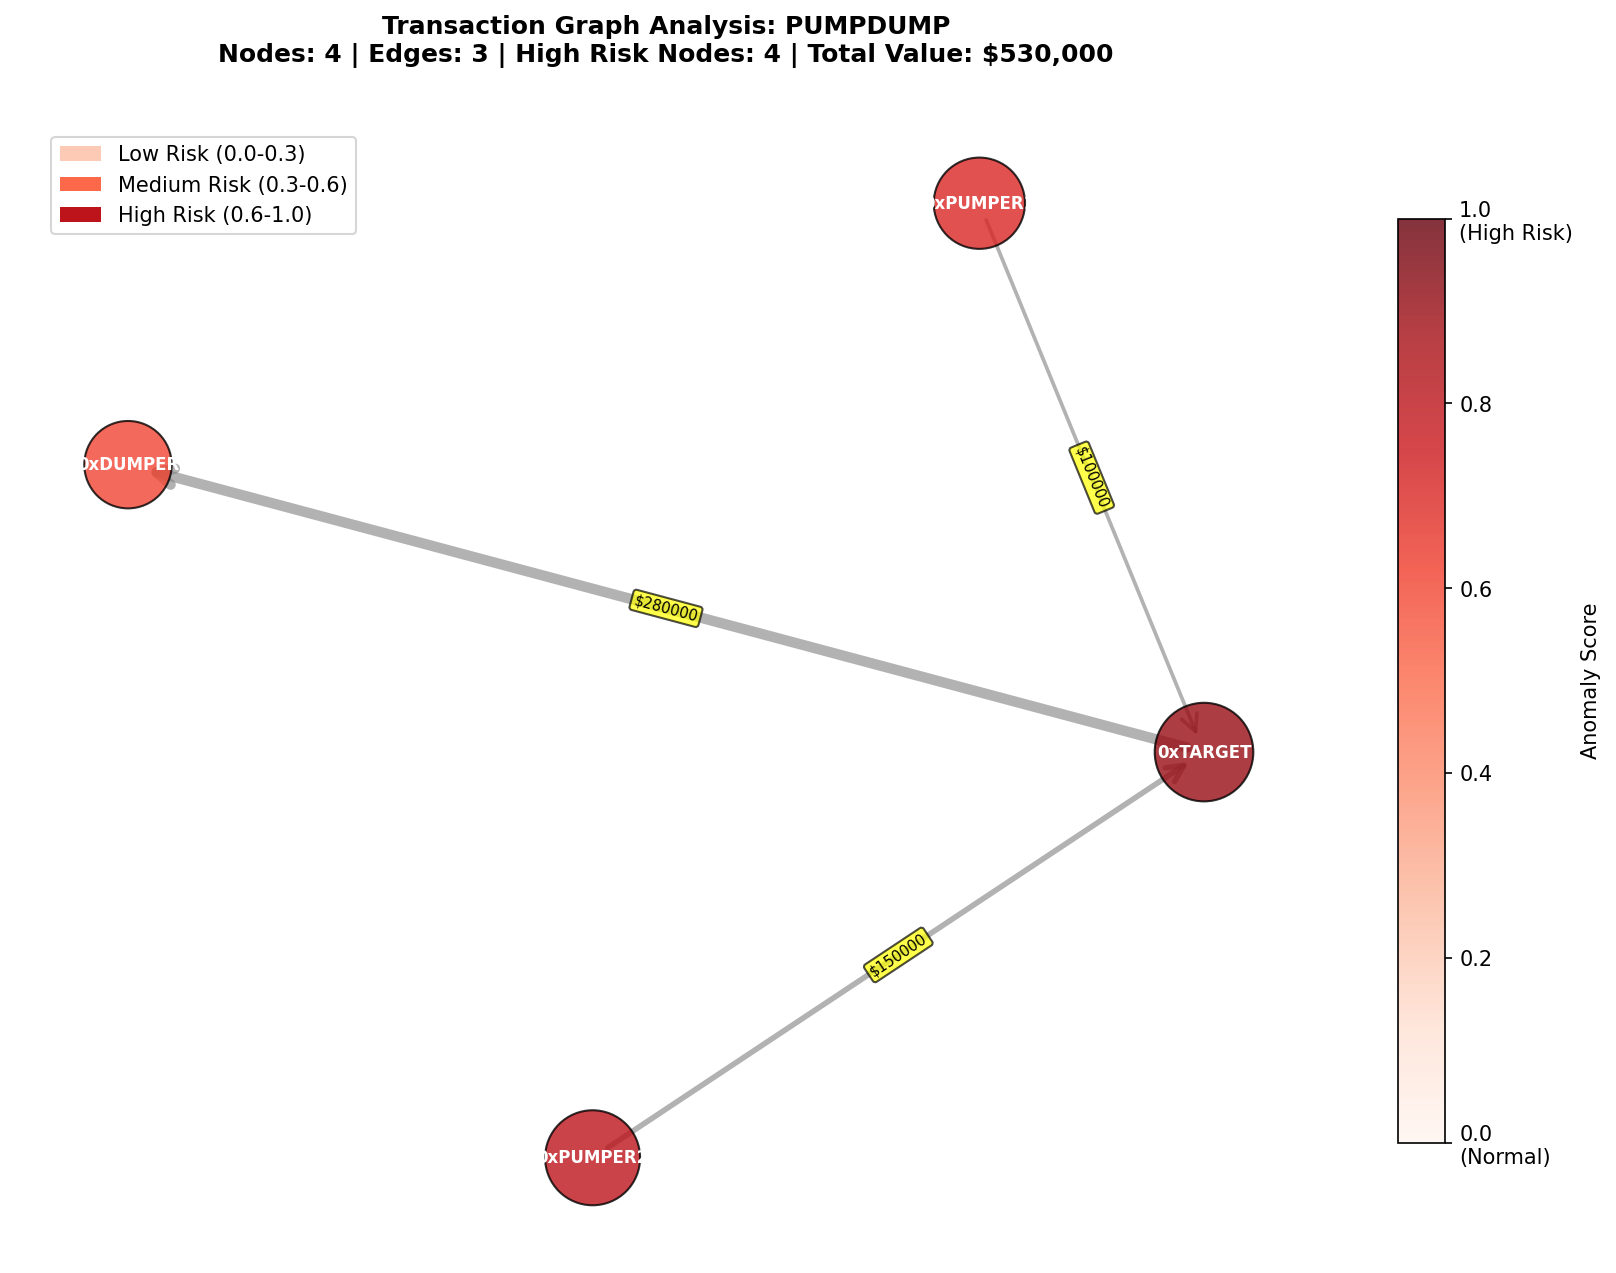 Transaction Graph Analysis: PUMPDUMP
Nodes: 4 | Edges: 3 | High Risk Nodes: 4 | Total Value: $530,000
Low Risk (0.0-0.3)
Medium Risk (0.3-0.6)
High Risk (0.6-1.0)
0xPUMPER
0xDUMPER
0xTARGET
0xPUMPER2
$100000
$280000
$150000
1.0
(High Risk)
0.8
0.6
0.4
0.2
0.0
(Normal)
Anomaly Score